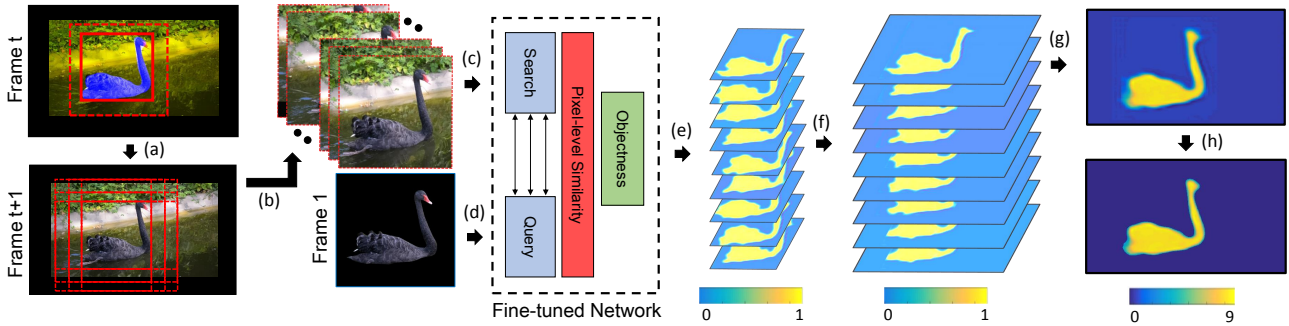 Frame t
(a)
Frame t+1
(b)
(c)
Frame 1
(d)
Search
Query
Pixel-level Similarity
Objectness
Fine-tuned Network
(e)
0 1
(f)
0 1
(g)
(h)
0 9